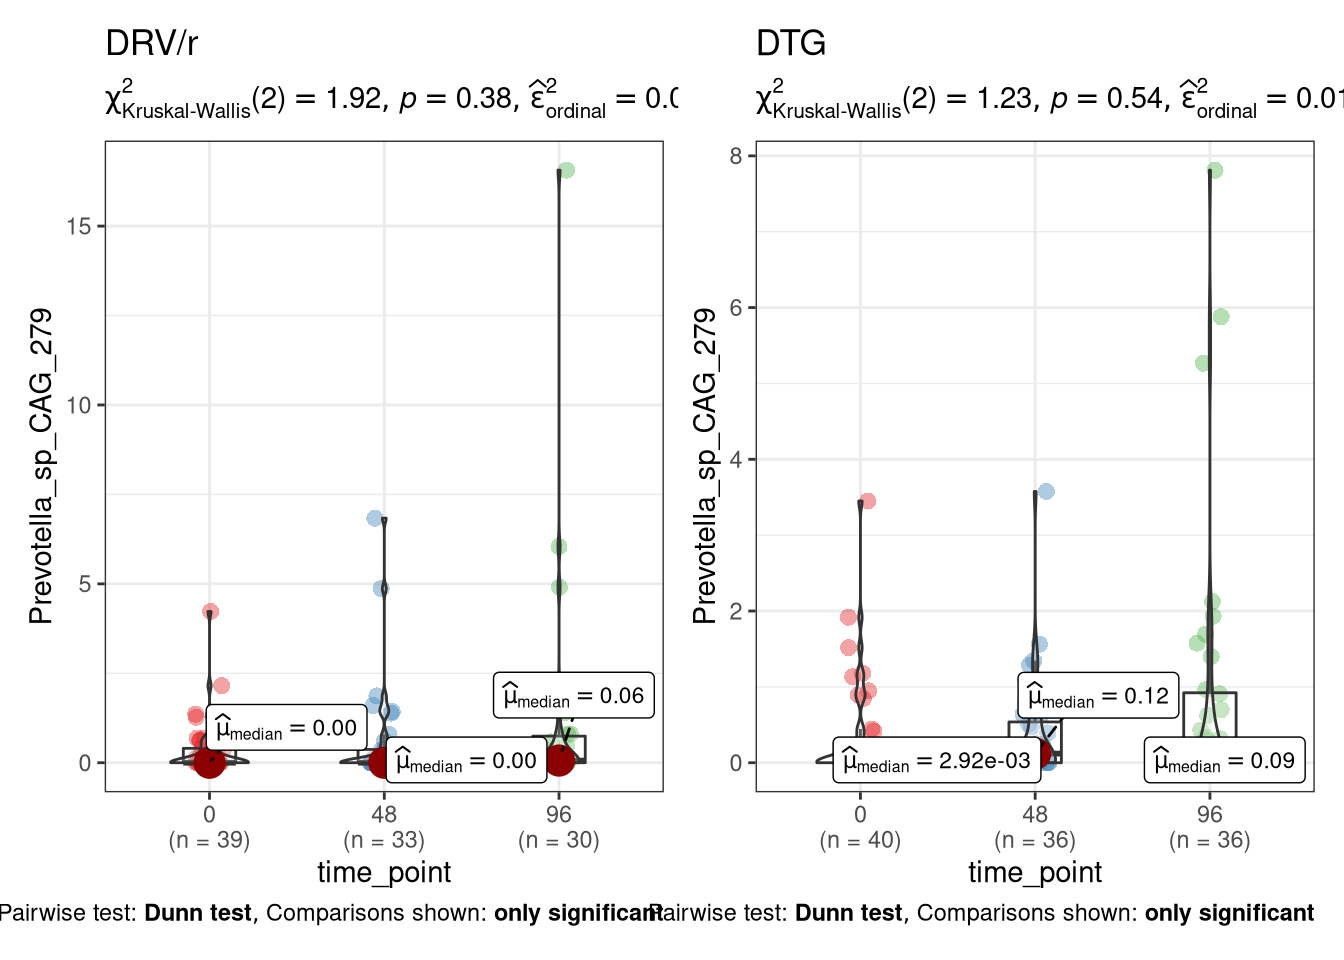 DRV/r
χ²Kruskal-Wallis(2) = 1.92, p = 0.38, ε̂²ordinal = 0.0
15
10
5
0
Prevotella_sp_CAG_279
μ̂median = 0.00
μ̂median = 0.00
μ̂median = 0.06
0
(n = 39)
48
(n = 33)
96
(n = 30)
time_point
Pairwise test: Dunn test, Comparisons shown: only significant
DTG
χ²Kruskal-Wallis(2) = 1.23, p = 0.54, ε̂²ordinal = 0.01
8
6
4
2
0
Prevotella_sp_CAG_279
μ̂median = 2.92e-03
μ̂median = 0.12
μ̂median = 0.09
0
(n = 40)
48
(n = 36)
96
(n = 36)
time_point
Pairwise test: Dunn test, Comparisons shown: only significant